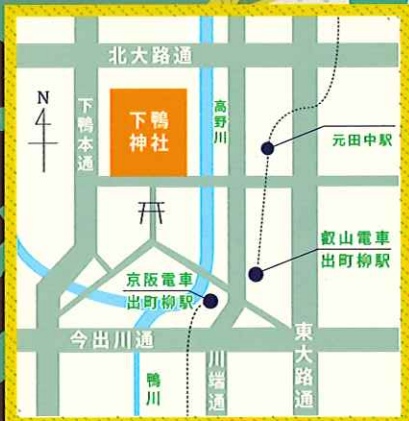 北大路通
N
下鴨本通
下鴨
神社
高野川
元田中駅
叡山電車
出町柳駅
京阪電車
出町柳駅
今出川通
鴨川
川端通
東大路通